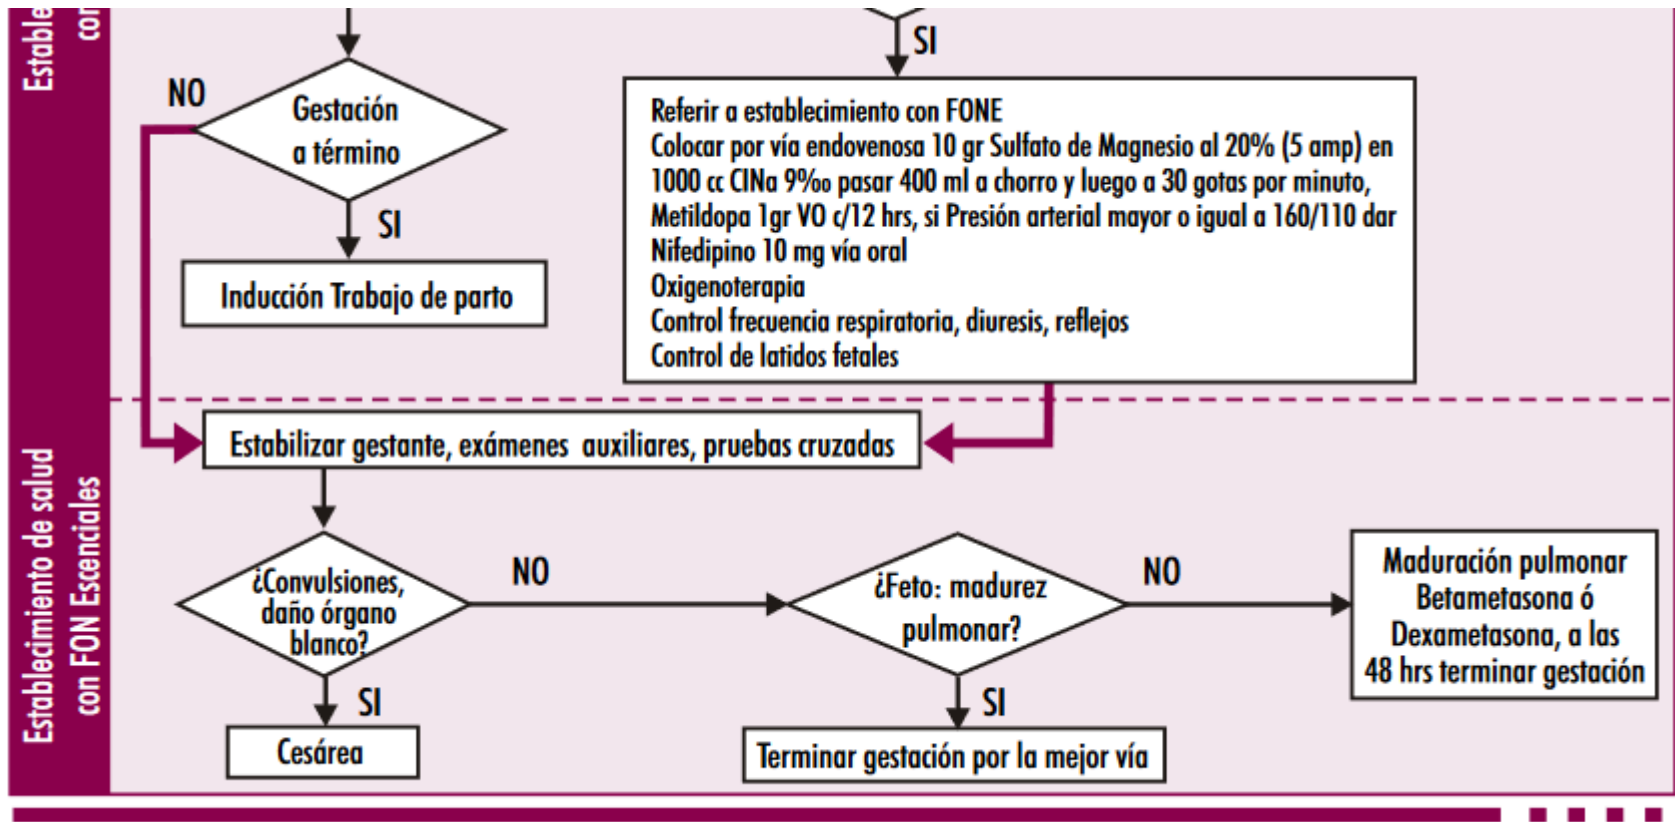 Estable
con
SI
NO
Gestación
a término
SI
Inducción Trabajo de parto
Referir a establecimiento con FONE
Colocar por vía endovenosa 10 gr Sulfato de Magnesio al 20% (5 amp) en
1000 cc ClNa 9‰ pasar 400 ml a chorro y luego a 30 gotas por minuto,
Metildopa 1gr VO c/12 hrs, si Presión arterial mayor o igual a 160/110 dar
Nifedipino 10 mg vía oral
Oxigenoterapia
Control frecuencia respiratoria, diuresis, reflejos
Control de latidos fetales
Establecimiento de salud
con FON Escenciales
Estabilizar gestante, exámenes auxiliares, pruebas cruzadas
¿Convulsiones,
daño órgano
blanco?
NO
¿Feto: madurez
pulmonar?
NO
Maduración pulmonar
Betametasona ó
Dexametasona, a las
48 hrs terminar gestación
SI
SI
Cesárea
Terminar gestación por la mejor vía